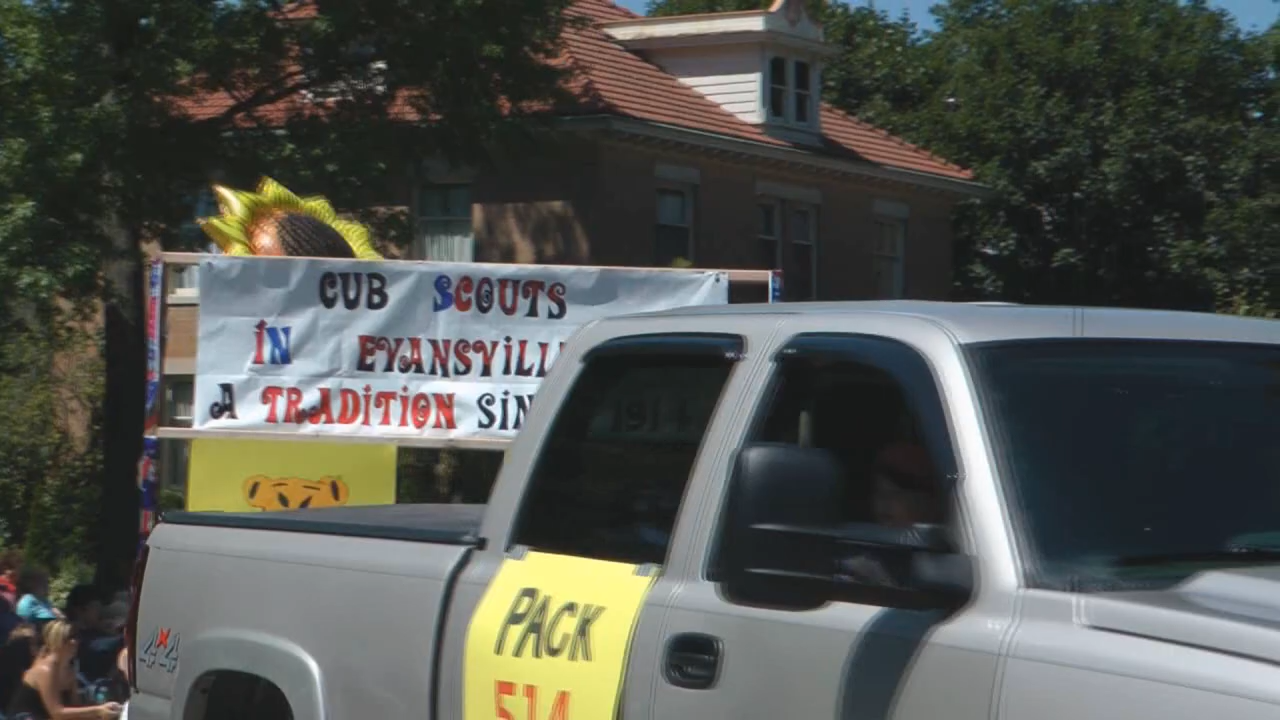 CUB SCOUTS
IN EVANSVILL
A TRADITION SIN
PACK
514
4x4